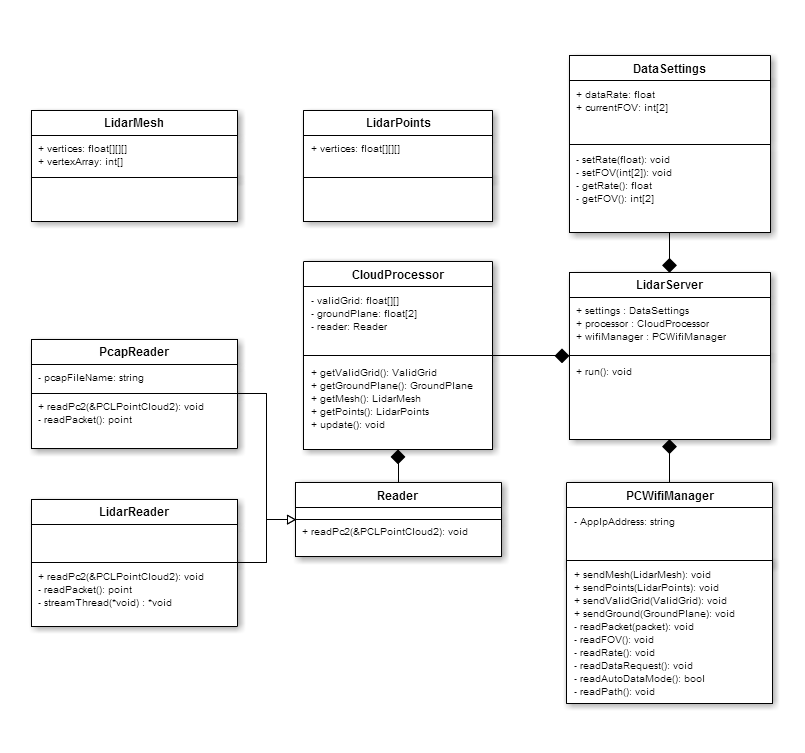 LidarMesh
+ vertices: float[][][]
+ vertexArray: int[]
LidarPoints
+ vertices: float[][][]
DataSettings
+ dataRate: float
+ currentFOV: int[2]
- setRate(float): void
- setFOV(int[2]): void
- getRate(): float
- getFOV(): int[2]
CloudProcessor
- validGrid: float[][]
- groundPlane: float[2]
- reader: Reader
+ getValidGrid(): ValidGrid
+ getGroundPlane(): GroundPlane
+ getMesh(): LidarMesh
+ getPoints(): LidarPoints
+ update(): void
LidarServer
+ settings : DataSettings
+ processor : CloudProcessor
+ wifiManager : PCWifiManager
+ run(): void
PcapReader
- pcapFileName: string
+ readPc2(&PCLPointCloud2): void
- readPacket(): point
LidarReader
+ readPc2(&PCLPointCloud2): void
- readPacket(): point
- streamThread(*void) : *void
Reader
+ readPc2(&PCLPointCloud2): void
PCWifiManager
- AppIpAddress: string
+ sendMesh(LidarMesh): void
+ sendPoints(LidarPoints): void
+ sendValidGrid(ValidGrid): void
+ sendGround(GroundPlane): void
- readPacket(packet): void
- readFOV(): void
- readRate(): void
- readDataRequest(): void
- readAutoDataMode(): bool
- readPath(): void